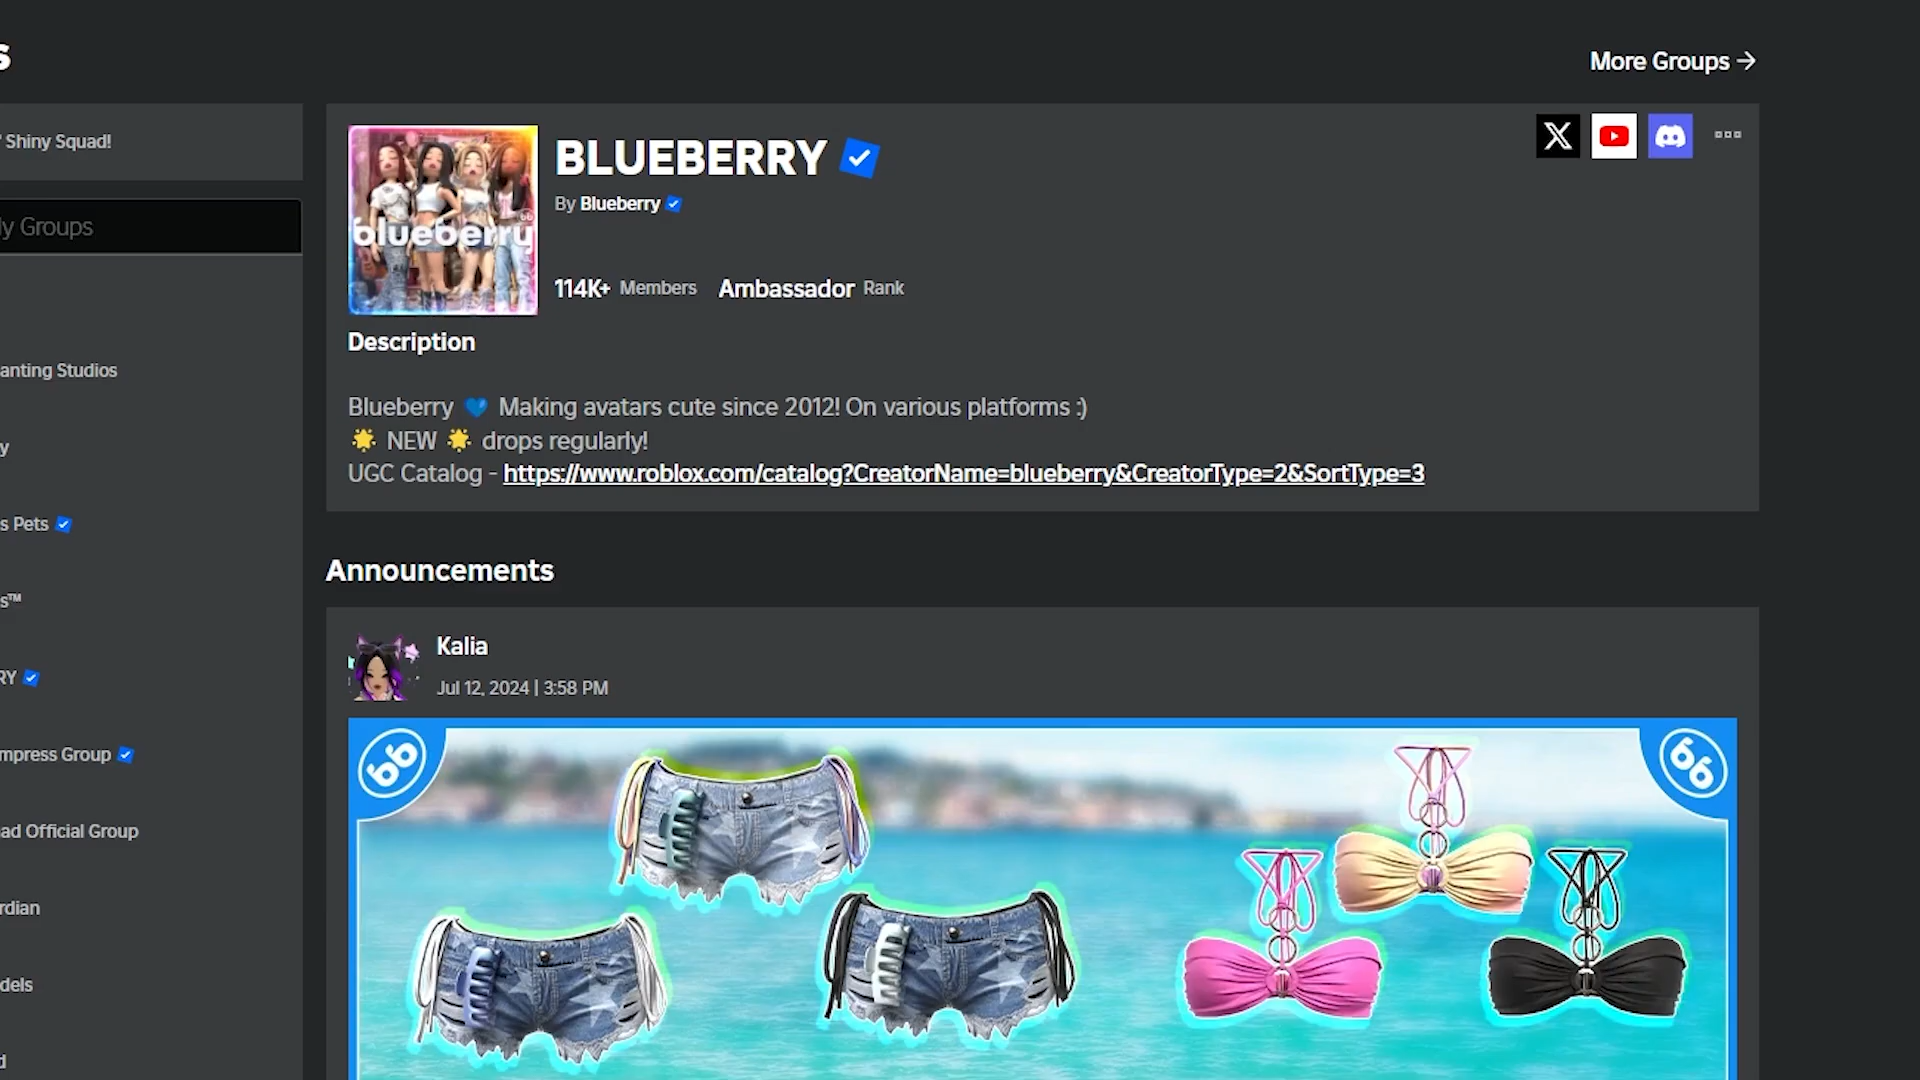 s
More Groups
' Shiny Squad!
y Groups
anting Studios
y
s Pets
s™
RY
mpress Group
ad Official Group
rdian
dels
d
blueberry
BLUEBERRY
By Blueberry
114K+ Members Ambassador Rank
Description
Blueberry 💙 Making avatars cute since 2012! On various platforms :)
🌟 NEW 🌟 drops regularly!
UGC Catalog - https://www.roblox.com/catalog?CreatorName=blueberry&CreatorType=2&SortType=3
Announcements
Kalia
Jul 12, 2024 | 3:58 PM
bb
bb